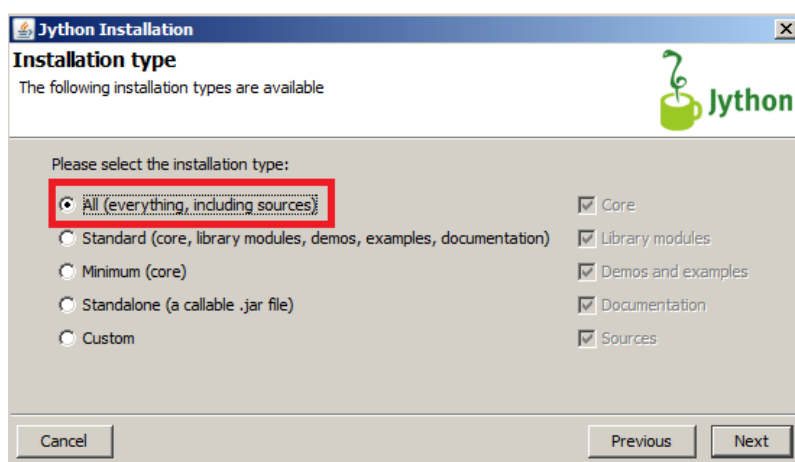 Jython Installation
Installation type
The following installation types are available
Jython
Please select the installation type:
All (everything, including sources)
Core
Standard (core, library modules, demos, examples, documentation)
Library modules
Minimum (core)
Demos and examples
Standalone (a callable .jar file)
Documentation
Custom
Sources
Cancel
Previous
Next